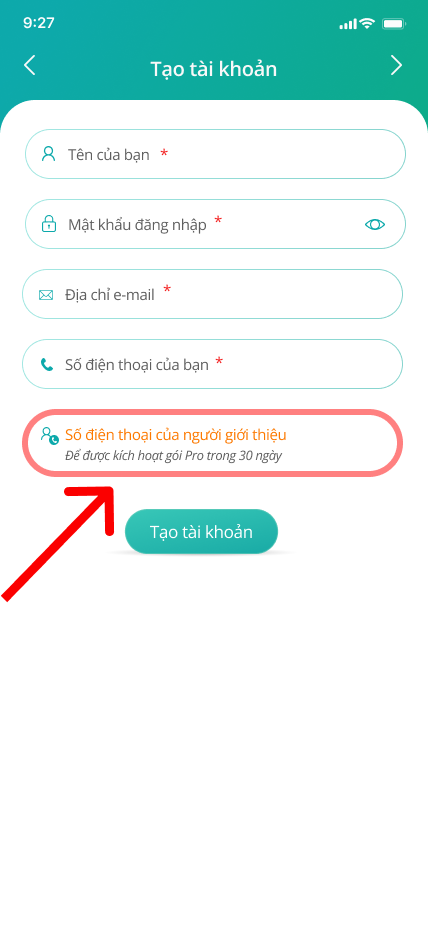 9:27
Tạo tài khoản
Tên của bạn *
Mật khẩu đăng nhập *
Địa chỉ e-mail *
Số điện thoại của bạn *
Số điện thoại của người giới thiệu
Để được kích hoạt gói Pro trong 30 ngày
Tạo tài khoản